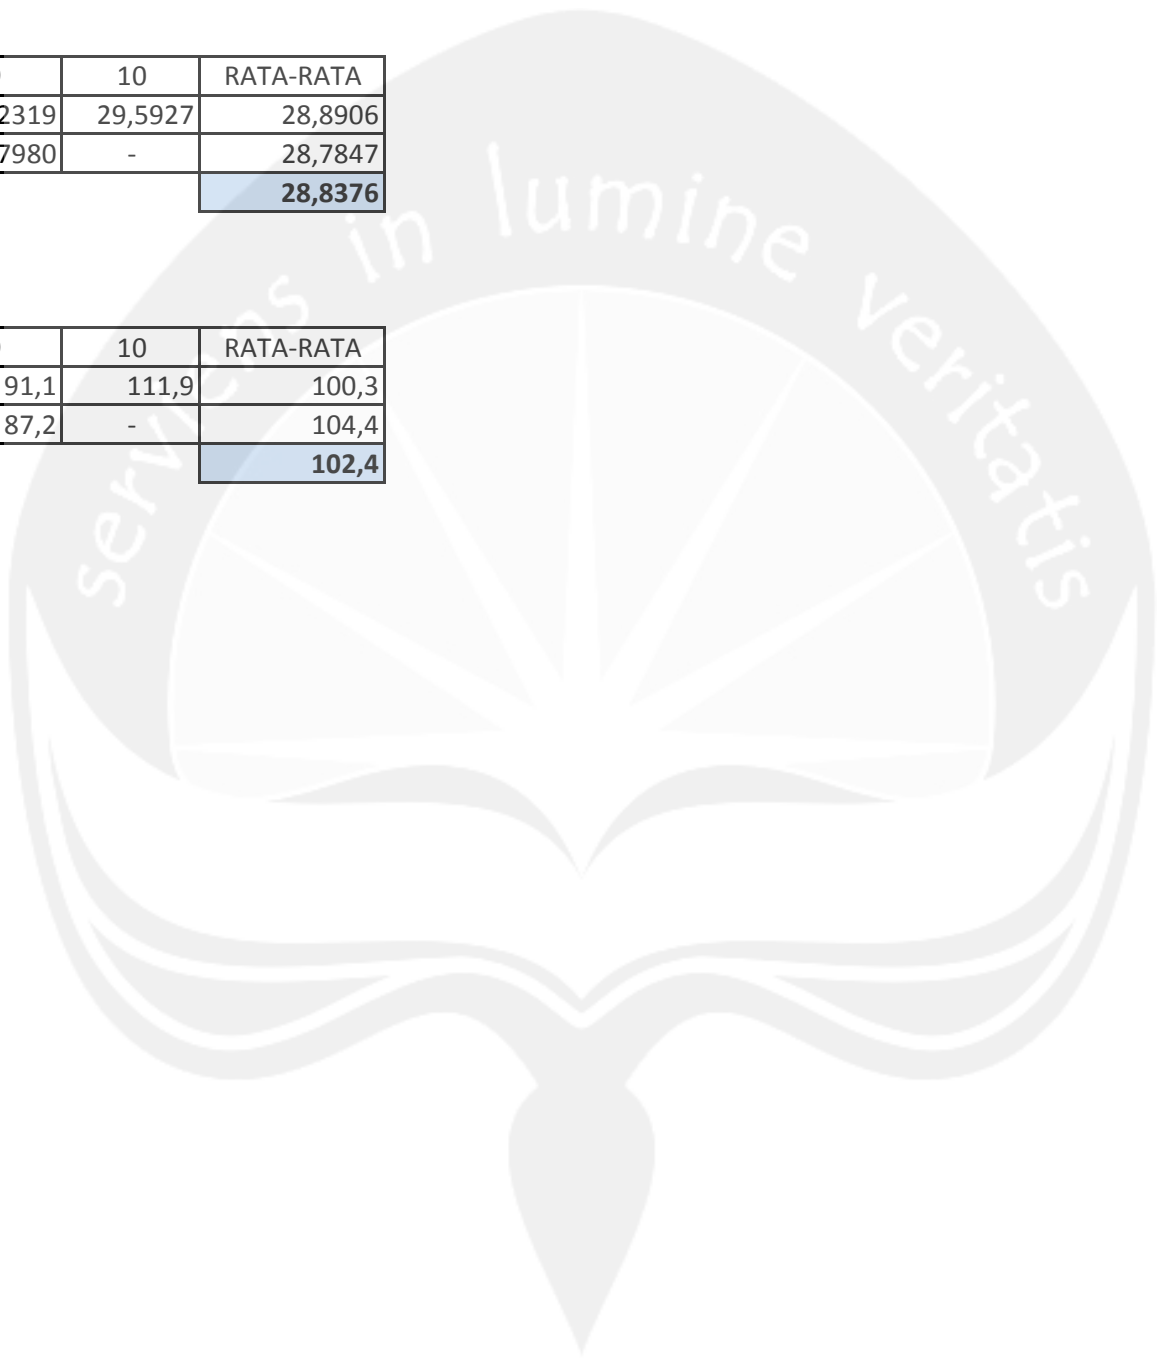 10 RATA-RATA
2319 29,5927 28,8906
7980 - 28,7847
28,8376
10 RATA-RATA
91,1 111,9 100,3
87,2 - 104,4
102,4
serviens in lumine veritatis